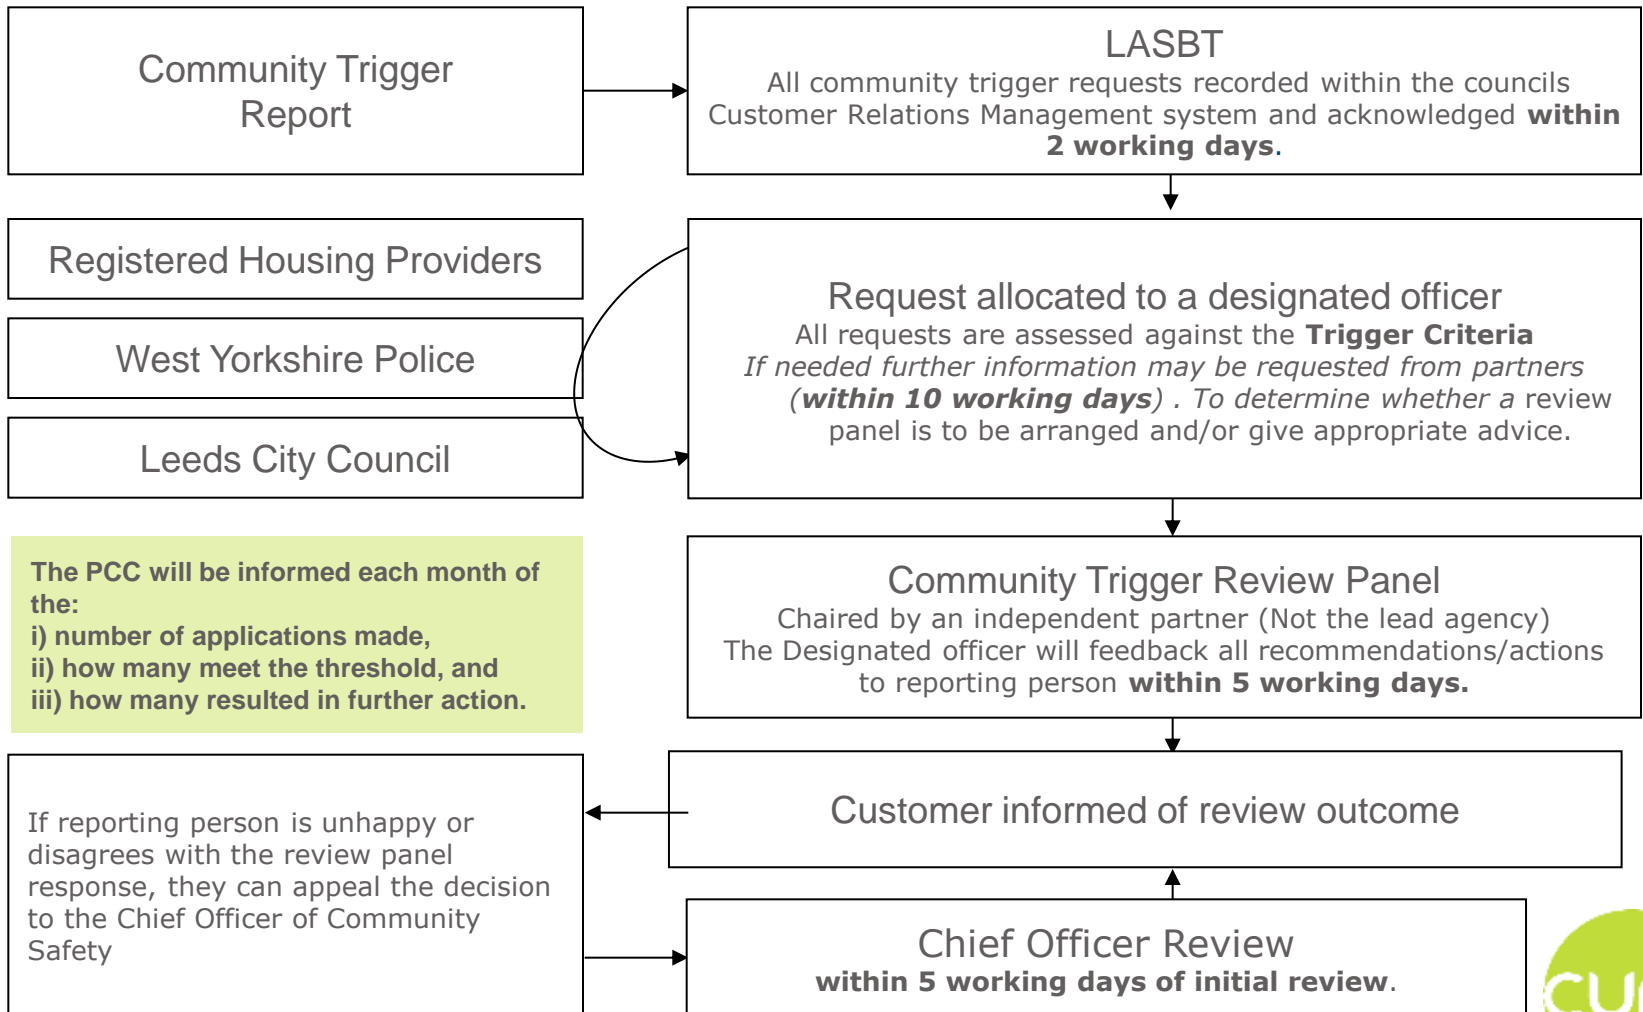 Community Trigger
Report
LASBT
All community trigger requests recorded within the councils
Customer Relations Management system and acknowledged within
2 working days.
Registered Housing Providers
West Yorkshire Police
Leeds City Council
Request allocated to a designated officer
All requests are assessed against the Trigger Criteria
If needed further information may be requested from partners
(within 10 working days) . To determine whether a review
panel is to be arranged and/or give appropriate advice.
The PCC will be informed each month of
the:
i) number of applications made,
ii) how many meet the threshold, and
iii) how many resulted in further action.
Community Trigger Review Panel
Chaired by an independent partner (Not the lead agency)
The Designated officer will feedback all recommendations/actions
to reporting person within 5 working days.
Customer informed of review outcome
If reporting person is unhappy or
disagrees with the review panel
response, they can appeal the decision
to the Chief Officer of Community
Safety
Chief Officer Review
within 5 working days of initial review.